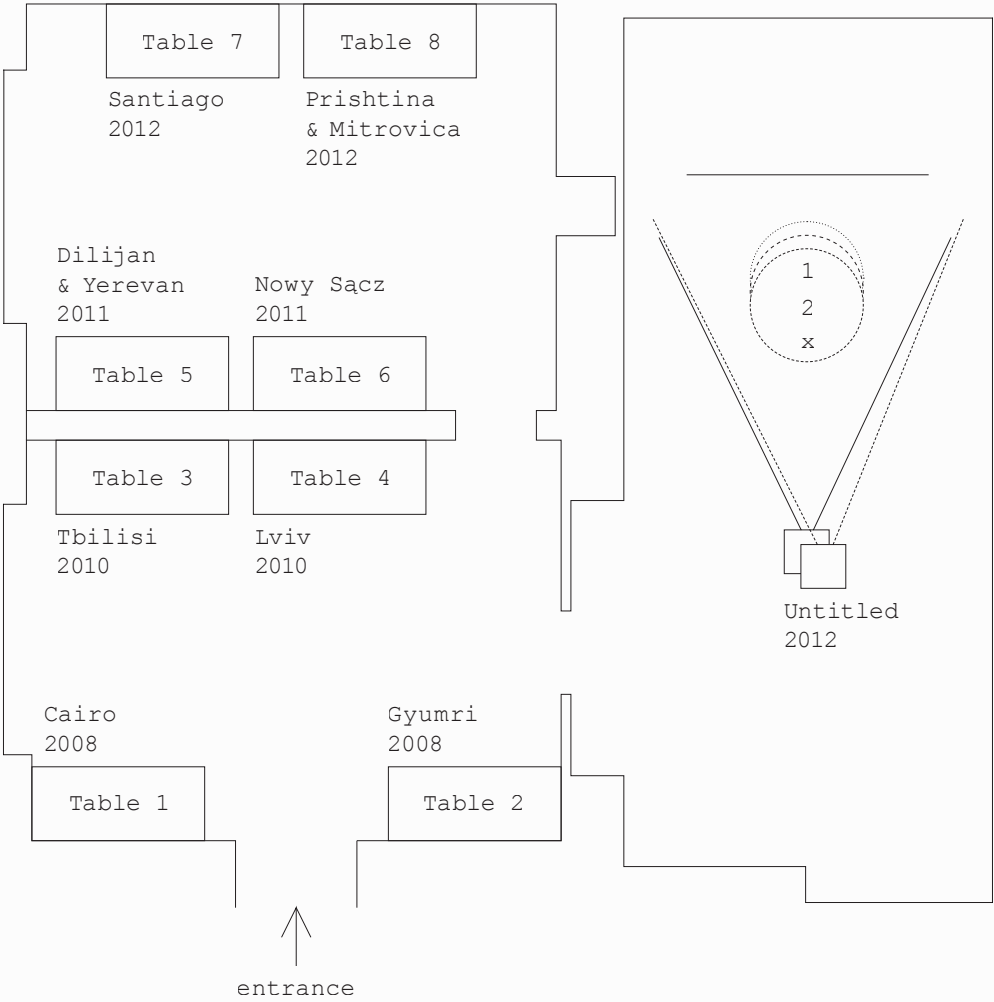 Table 7
Table 8
Santiago
2012
Prishtina
& Mitrovica
2012
Dilijan
& Yerevan
2011
Nowy Sącz
2011
Table 5
Table 6
Table 3
Table 4
Tbilisi
2010
Lviv
2010
1
2
x
Untitled
2012
Cairo
2008
Gyumri
2008
Table 1
Table 2
entrance